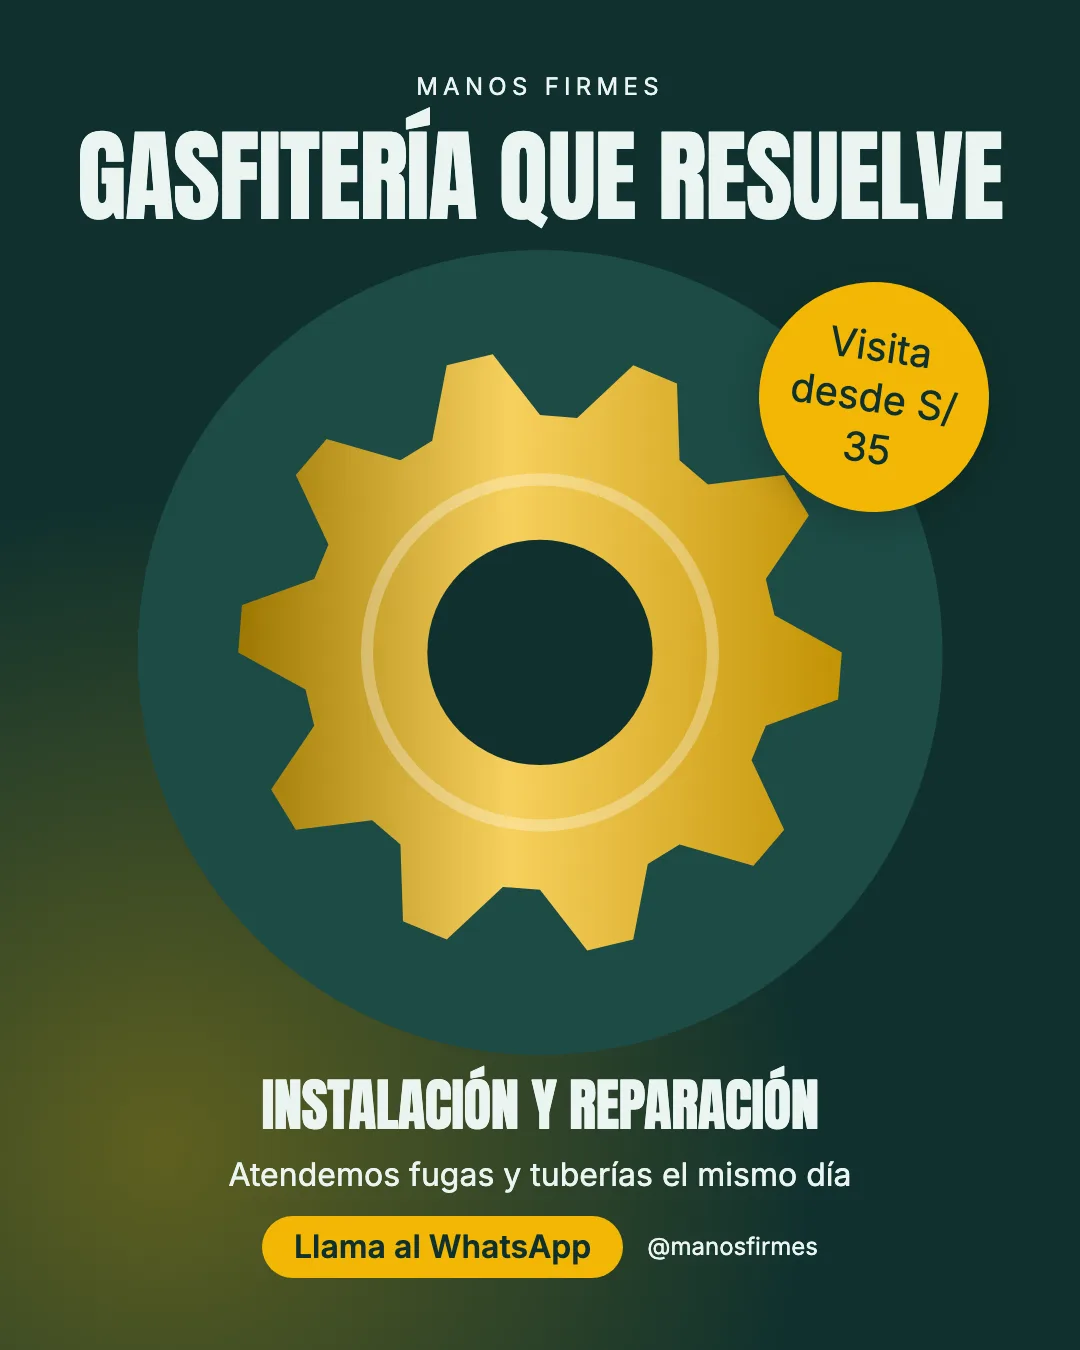 MANOS FIRMES
GASFITERÍA QUE RESUELVE
Visita
desde S/
35
INSTALACIÓN Y REPARACIÓN
Atendemos fugas y tuberías el mismo día
Llama al WhatsApp
@manosfirmes